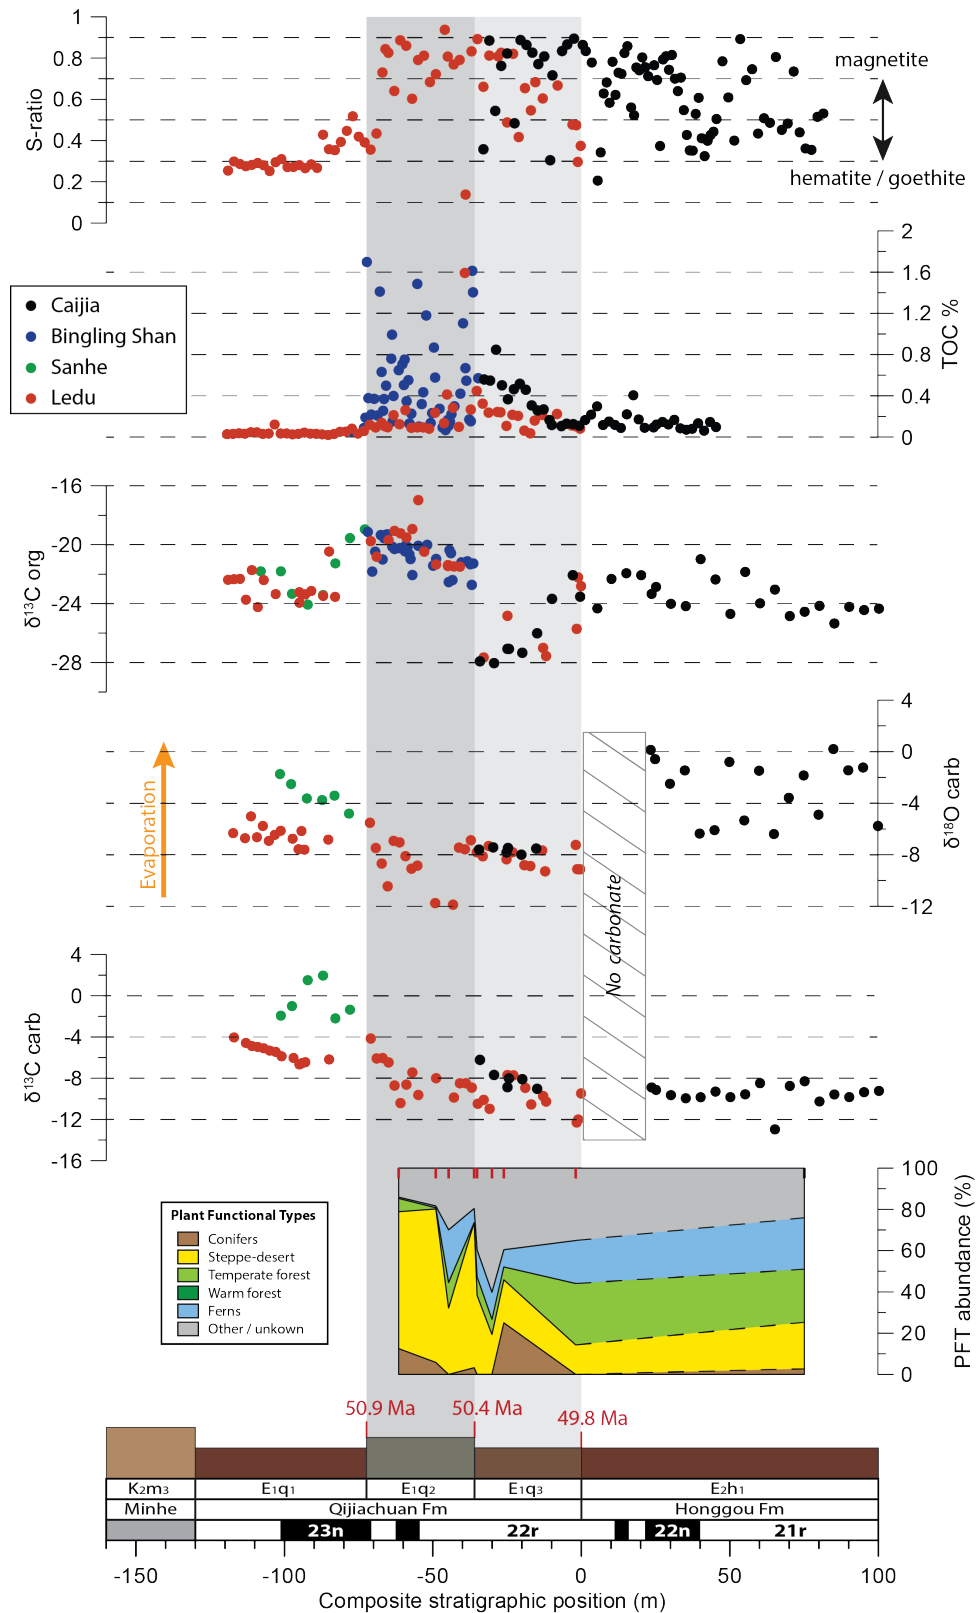 1
0.8
0.6
0.4
0.2
0
S-ratio
magnetite
hematite / goethite
2
1.6
1.2
0.8
0.4
0
TOC %
Caijia
Bingling Shan
Sanhe
Ledu
-16
-20
-24
-28
δ13C org
4
0
-4
-8
-12
δ18O carb
Evaporation
No carbonate
4
0
-4
-8
-12
-16
δ13C carb
100
80
60
40
20
0
PFT abundance (%)
Plant Functional Types
Conifers
Steppe-desert
Temperate forest
Warm forest
Ferns
Other / unkown
50.9 Ma
50.4 Ma
49.8 Ma
K2m3 E1q1 E1q2 E1q3 E2h1
Minhe Qijiachuan Fm Honggou Fm
23n 22r 22n 21r
-150 -100 -50 0 50 100
Composite stratigraphic position (m)